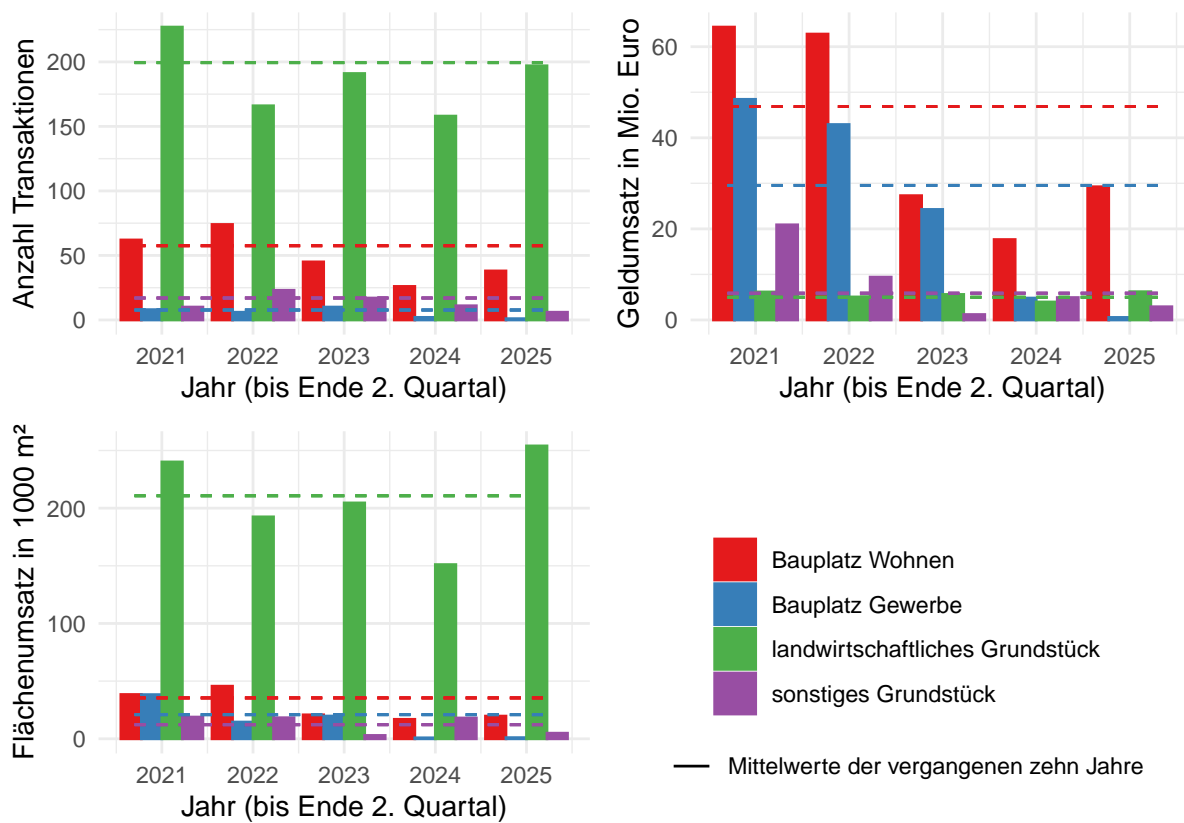 Anzahl Transaktionen
200
150
100
50
0
2021 2022 2023 2024 2025
Jahr (bis Ende 2. Quartal)
Geldumsatz in Mio. Euro
60
40
20
0
2021 2022 2023 2024 2025
Jahr (bis Ende 2. Quartal)
Flächenumsatz in 1000 m²
200
100
0
2021 2022 2023 2024 2025
Jahr (bis Ende 2. Quartal)
Bauplatz Wohnen
Bauplatz Gewerbe
landwirtschaftliches Grundstück
sonstiges Grundstück
Mittelwerte der vergangenen zehn Jahre